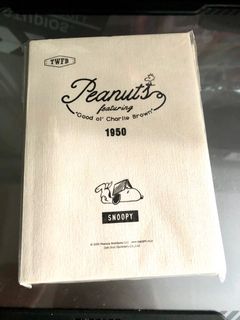 TWFB
Peanuts
featuring
"Good ol' Charlie Brown"
1950
SNOOPY